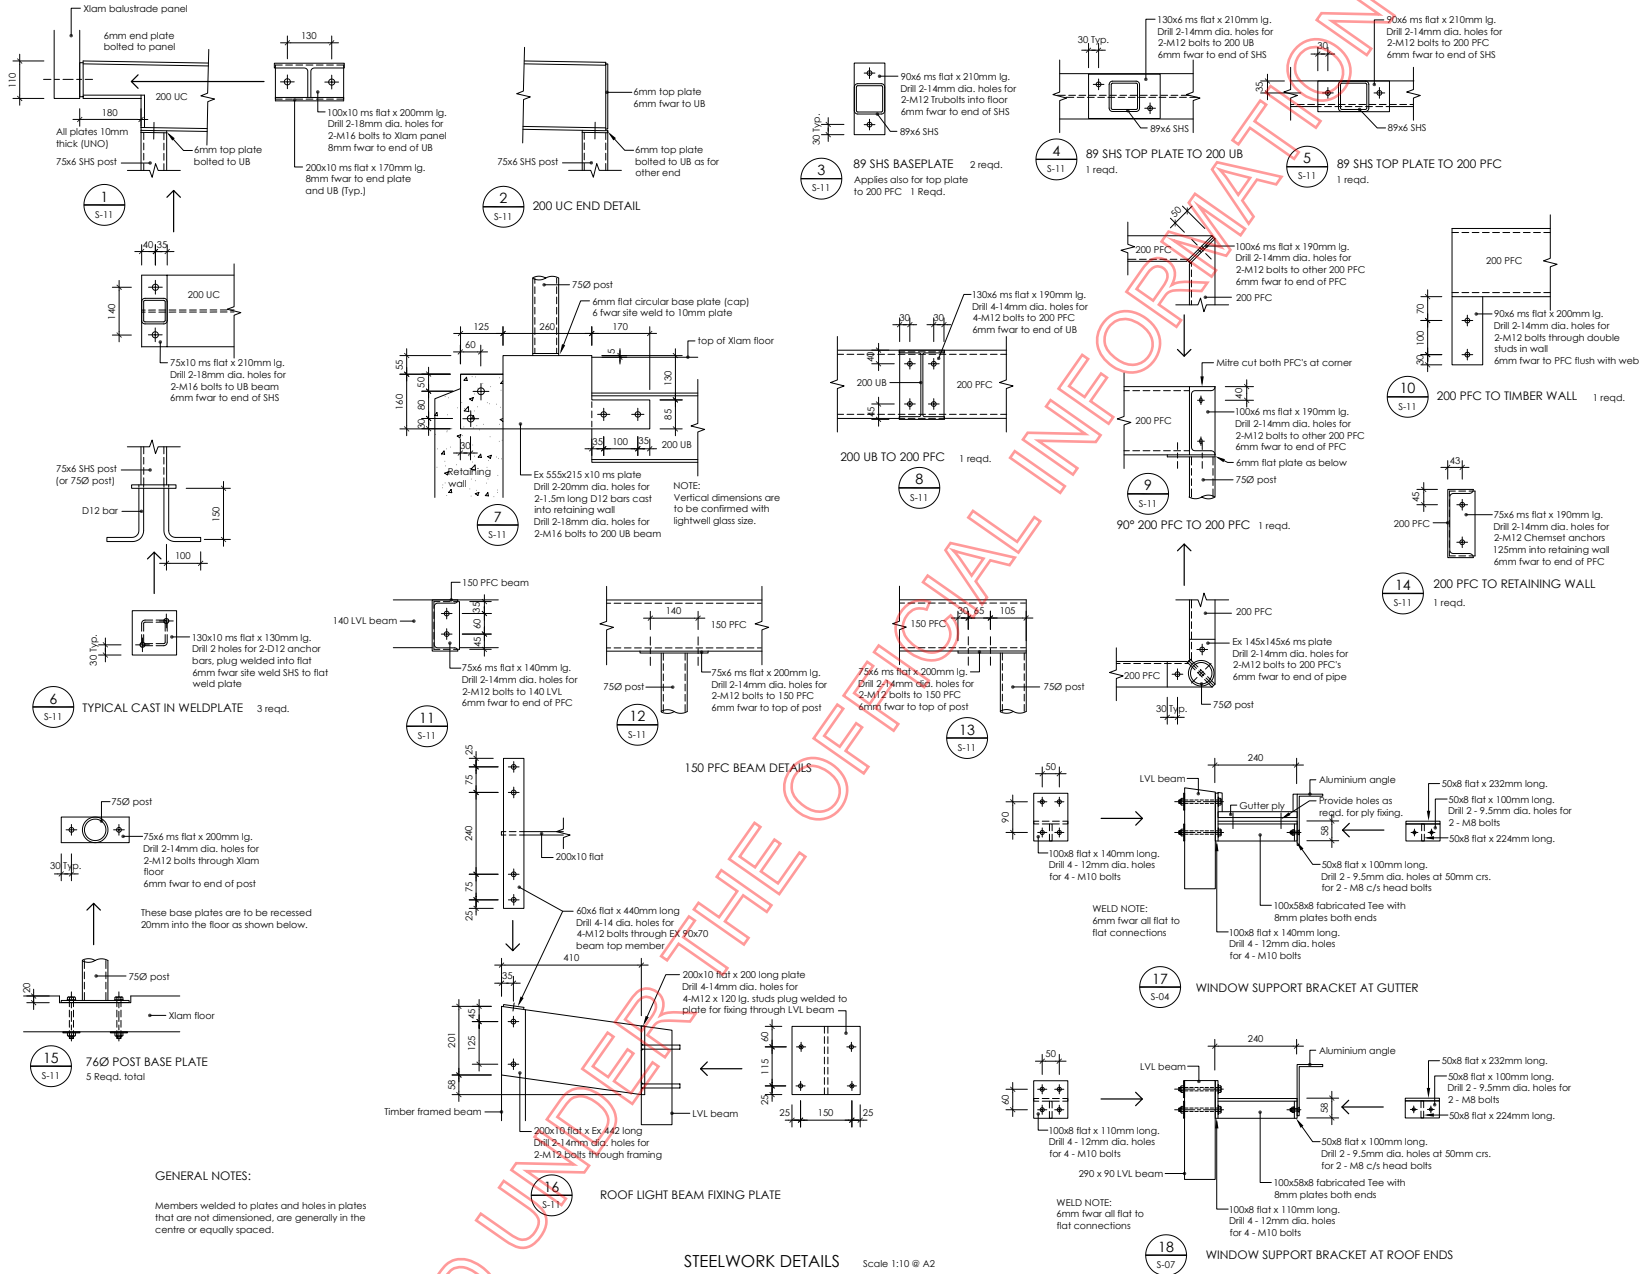 Xlam balustrade panel
6mm end plate
bolted to panel
110
180
200 UC
All plates 10mm
thick (UNO)
75x6 SHS post
6mm top plate
bolted to UB
130
100x10 ms flat x 200mm lg.
Drill 2-18mm dia. holes for
2-M16 bolts to Xlam panel
8mm fwar to end of UB
200x10 ms flat x 170mm lg.
8mm fwar to end plate
and UB (Typ.)
1
S-11
6mm top plate
6mm fwar to UB
75x6 SHS post
6mm top plate
bolted to UB as for
other end
2
S-11
200 UC END DETAIL
90x6 ms flat x 210mm lg.
Drill 2-14mm dia. holes for
2-M12 Trubolts into floor
6mm fwar to end of SHS
89x6 SHS
30 Typ.
3
S-11
89 SHS BASEPLATE 2 reqd.
Applies also for top plate
to 200 PFC 1 Reqd.
130x6 ms flat x 210mm lg.
Drill 2-14mm dia. holes for
2-M12 bolts to 200 UB
6mm fwar to end of SHS
30 Typ.
89x6 SHS
4
S-11
89 SHS TOP PLATE TO 200 UB
1 reqd.
90x6 ms flat x 210mm lg.
Drill 2-14mm dia. holes for
2-M12 bolts to 200 PFC
6mm fwar to end of SHS
30
35
89x6 SHS
5
S-11
89 SHS TOP PLATE TO 200 PFC
1 reqd.
40 35
140
200 UC
75x10 ms flat x 210mm lg.
Drill 2-18mm dia. holes for
2-M16 bolts to UB beam
6mm fwar to end of SHS
75x6 SHS post
(or 75Ø post)
D12 bar
150
100
30 Typ.
130x10 ms flat x 130mm lg.
Drill 2 holes for 2-D12 anchor
bars, plug welded into flat
6mm fwar site weld SHS to flat
weld plate
6
S-11
TYPICAL CAST IN WELDPLATE 3 reqd.
75Ø post
6mm flat circular base plate (cap)
6 fwar site weld to 10mm plate
125
260
170
60
5
top of Xlam floor
55
160
50
80
30
30
130
85
35 100 35
200 UB
Retaining
wall
Ex 555x215 x10 ms plate
Drill 2-20mm dia. holes for
2-1.5m long D12 bars cast
into retaining wall
Drill 2-18mm dia. holes for
2-M16 bolts to 200 UB beam
NOTE:
Vertical dimensions are
to be confirmed with
lightwell glass size.
7
S-11
130x6 ms flat x 190mm lg.
Drill 4-14mm dia. holes for
4-M12 bolts to 200 PFC
6mm fwar to end of UB
30
30
40
45
200 UB
200 PFC
200 UB TO 200 PFC 1 reqd.
8
S-11
50
200 PFC
100x6 ms flat x 190mm lg.
Drill 2-14mm dia. holes for
2-M12 bolts to other 200 PFC
6mm fwar to end of PFC
200 PFC
Mitre cut both PFC's at corner
40
200 PFC
100x6 ms flat x 190mm lg.
Drill 2-14mm dia. holes for
2-M12 bolts to other 200 PFC
6mm fwar to end of PFC
6mm flat plate as below
75Ø post
9
S-11
90° 200 PFC TO 200 PFC 1 reqd.
200 PFC
Ex 145x145x6 ms plate
Drill 2-14mm dia. holes for
2-M12 bolts to 200 PFC's
6mm fwar to end of pipe
200 PFC
75Ø post
30 Typ.
200 PFC
70
100
30
90x6 ms flat x 200mm lg.
Drill 2-14mm dia. holes for
2-M12 bolts through double
studs in wall
6mm fwar to PFC flush with web
10
S-11
200 PFC TO TIMBER WALL 1 reqd.
43
45
200 PFC
75x6 ms flat x 190mm lg.
Drill 2-14mm dia. holes for
2-M12 Chemset anchors
125mm into retaining wall
6mm fwar to end of PFC
14
S-11
200 PFC TO RETAINING WALL
1 reqd.
150 PFC beam
140 LVL beam
35
60
45
75x6 ms flat x 140mm lg.
Drill 2-14mm dia. holes for
2-M12 bolts to 140 LVL
6mm fwar to end of PFC
11
S-11
140
150 PFC
75Ø post
75x6 ms flat x 200mm lg.
Drill 2-14mm dia. holes for
2-M12 bolts to 150 PFC
6mm fwar to top of post
12
S-11
30 65 105
150 PFC
75x6 ms flat x 200mm lg.
Drill 2-14mm dia. holes for
2-M12 bolts to 150 PFC
6mm fwar to top of post
75Ø post
13
S-11
150 PFC BEAM DETAILS
75Ø post
75x6 ms flat x 200mm lg.
Drill 2-14mm dia. holes for
2-M12 bolts through Xlam
floor
6mm fwar to end of post
30 Typ.
These base plates are to be recessed
20mm into the floor as shown below.
75Ø post
20
Xlam floor
15
S-11
76Ø POST BASE PLATE
5 Reqd. total
25
75
240
75
25
200x10 flat
60x6 flat x 440mm long
Drill 4-14 dia. holes for
4-M12 bolts through EX 90x70
beam top member
410
35
201
45
125
58
200x10 flat x 200 long plate
Drill 4-14mm dia. holes for
4-M12 x 120 lg. studs plug welded to
plate for fixing through LVL beam
60
115
25
25 150 25
Timber framed beam
LVL beam
200x10 flat x Ex 442 long
Drill 2-14mm dia. holes for
2-M12 bolts through framing
16
S-11
ROOF LIGHT BEAM FIXING PLATE
50
90
100x8 flat x 140mm long.
Drill 4 - 12mm dia. holes
for 4 - M10 bolts
240
LVL beam
Aluminium angle
Gutter ply
Provide holes as
reqd. for ply fixing.
58
50x8 flat x 232mm long.
50x8 flat x 100mm long.
Drill 2 - 9.5mm dia. holes for
2 - M8 bolts
50x8 flat x 224mm long.
50x8 flat x 100mm long.
Drill 2 - 9.5mm dia. holes at 50mm crs.
for 2 - M8 c/s head bolts
100x58x8 fabricated Tee with
8mm plates both ends
WELD NOTE:
6mm fwar all flat to
flat connections
100x8 flat x 140mm long.
Drill 4 - 12mm dia. holes
for 4 - M10 bolts
17
S-04
WINDOW SUPPORT BRACKET AT GUTTER
50
60
100x8 flat x 110mm long.
Drill 4 - 12mm dia. holes
for 4 - M10 bolts
240
LVL beam
Aluminium angle
58
50x8 flat x 232mm long.
50x8 flat x 100mm long.
Drill 2 - 9.5mm dia. holes for
2 - M8 bolts
50x8 flat x 224mm long.
50x8 flat x 100mm long.
Drill 2 - 9.5mm dia. holes at 50mm crs.
for 2 - M8 c/s head bolts
290 x 90 LVL beam
100x58x8 fabricated Tee with
8mm plates both ends
WELD NOTE:
6mm fwar all flat to
flat connections
100x8 flat x 110mm long.
Drill 4 - 12mm dia. holes
for 4 - M10 bolts
18
S-07
WINDOW SUPPORT BRACKET AT ROOF ENDS
GENERAL NOTES:
Members welded to plates and holes in plates
that are not dimensioned, are generally in the
centre or equally spaced.
STEELWORK DETAILS Scale 1:10 @ A2
D UNDER THE OFFICIAL INFORMATION